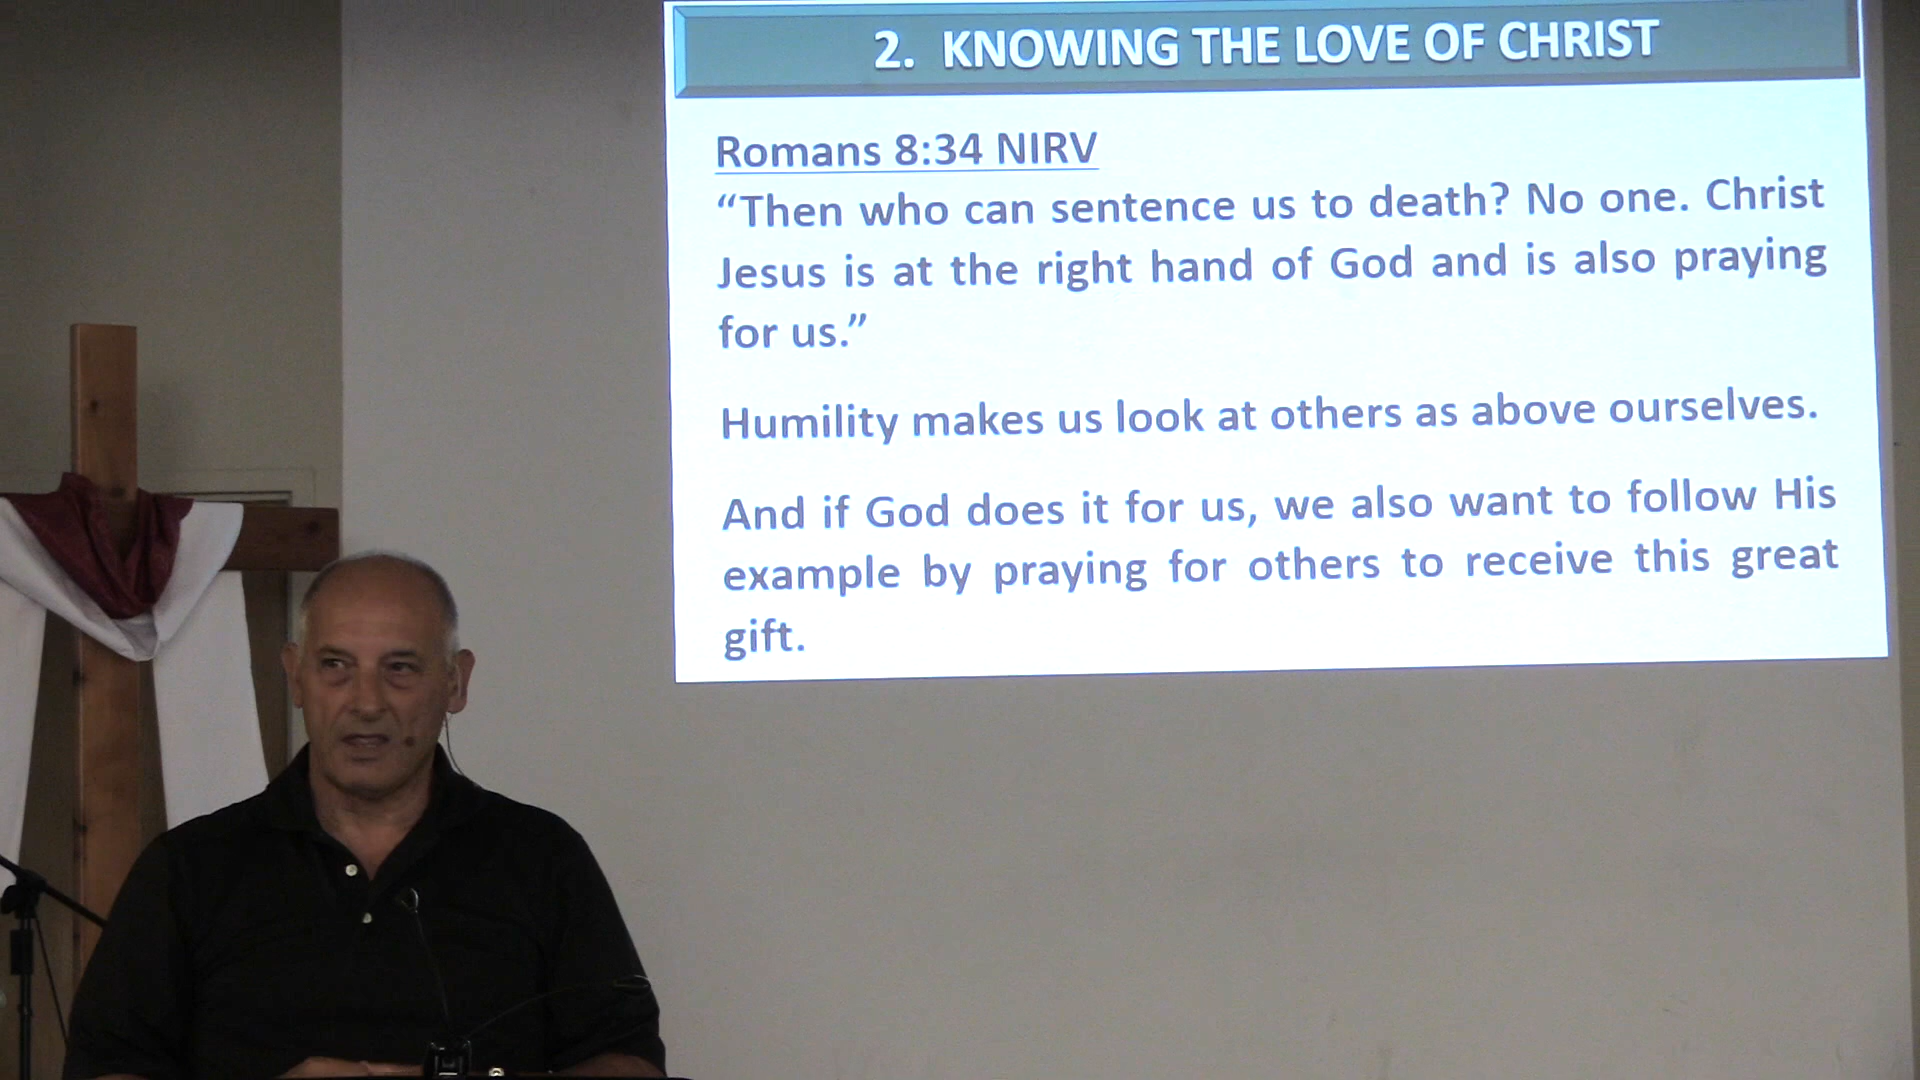 2. KNOWING THE LOVE OF CHRIST
Romans 8:34 NIRV
“Then who can sentence us to death? No one. Christ
Jesus is at the right hand of God and is also praying
for us.”
Humility makes us look at others as above ourselves.
And if God does it for us, we also want to follow His
example by praying for others to receive this great
gift.